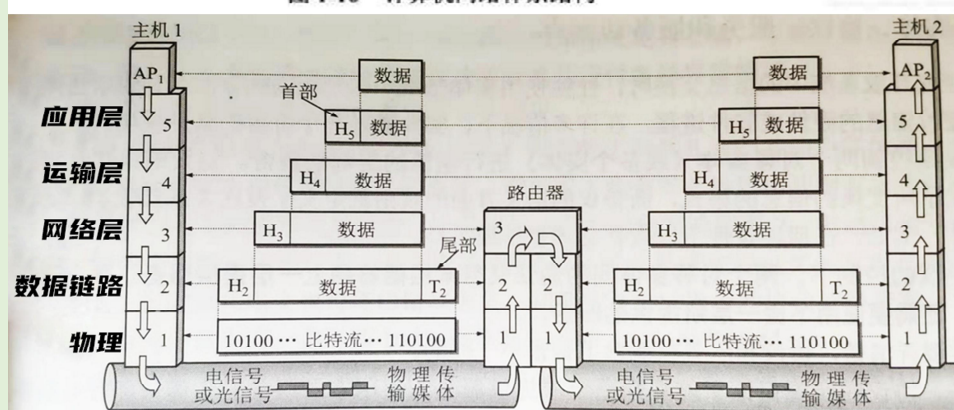 主机 1
主机 2
AP₁
数据
数据
AP₂
首部
应用层
5
H₅ 数据
H₅ 数据
5
运输层
4
H₄ 数据
路由器
H₄ 数据
4
网络层
3
H₃ 数据
3
H₃ 数据
3
尾部
数据链路
2
H₂ 数据 T₂
2
2
H₂ 数据 T₂
2
物理
1
10100 … 比特流 … 110100
1
1
10100 … 比特流 … 110100
1
电信号
或光信号
物理传
输媒体
电信号
或光信号
物理传
输媒体